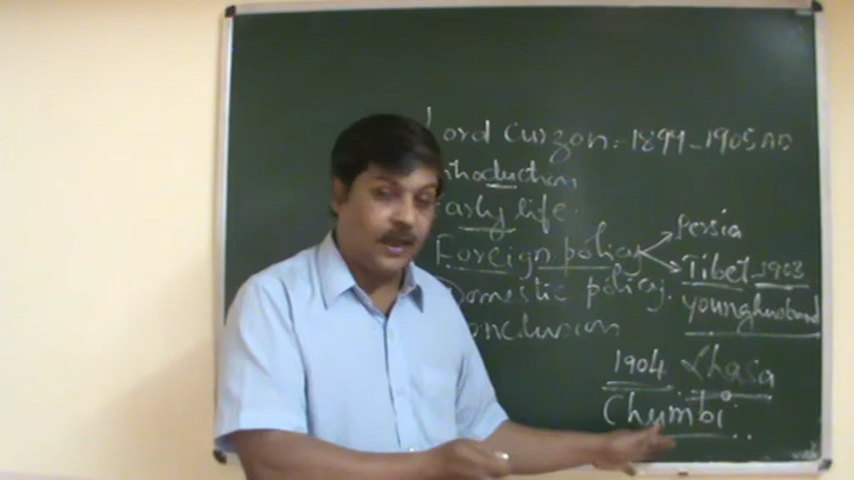 Lord Curzon:- 1899-1905 AD
Introduction
Early life.
Foreign policy
Persia
Tibet-1903
younghusband
Domestic policy.
Conclusion
1904 Lhasa
Chumbi